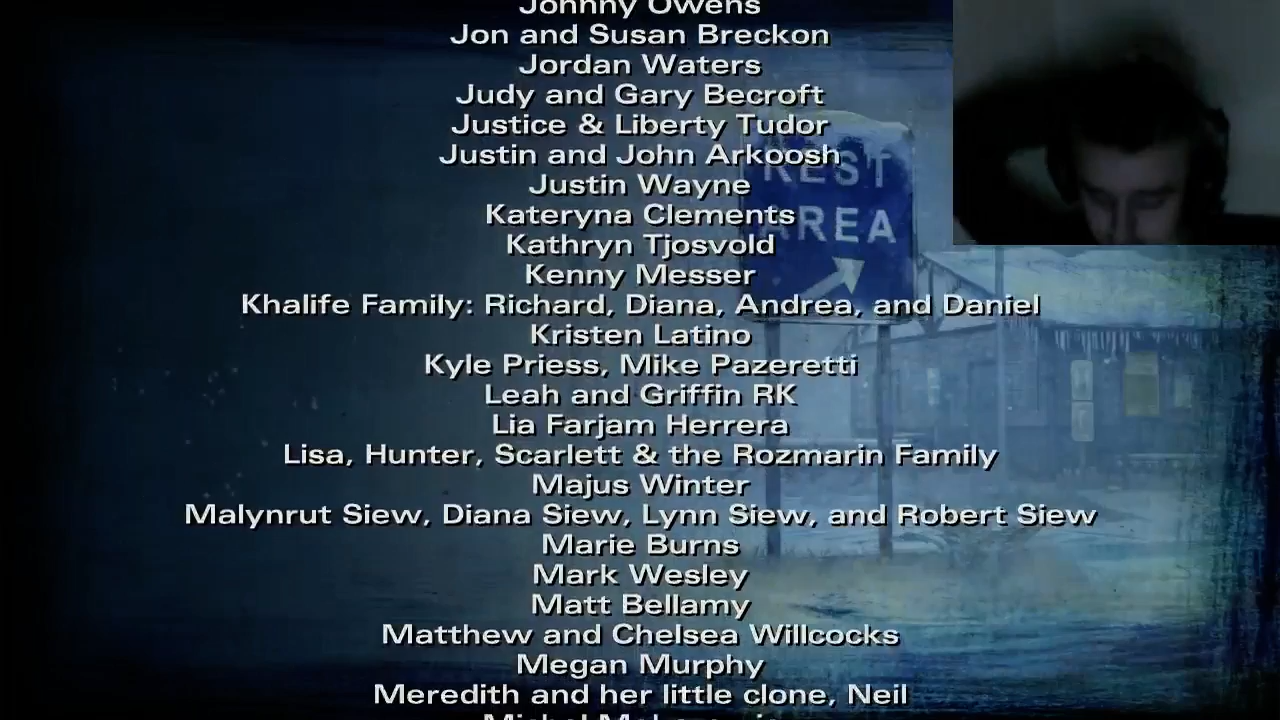 Johnny Owens
Jon and Susan Breckon
Jordan Waters
Judy and Gary Becroft
Justice & Liberty Tudor
Justin and John Arkoosh
Justin Wayne
Kateryna Clements
Kathryn Tjosvold
Kenny Messer
Khalife Family: Richard, Diana, Andrea, and Daniel
Kristen Latino
Kyle Priess, Mike Pazeretti
Leah and Griffin RK
Lia Farjam Herrera
Lisa, Hunter, Scarlett & the Rozmarin Family
Majus Winter
Malynrut Siew, Diana Siew, Lynn Siew, and Robert Siew
Marie Burns
Mark Wesley
Matt Bellamy
Matthew and Chelsea Willcocks
Megan Murphy
Meredith and her little clone, Neil
REST
AREA